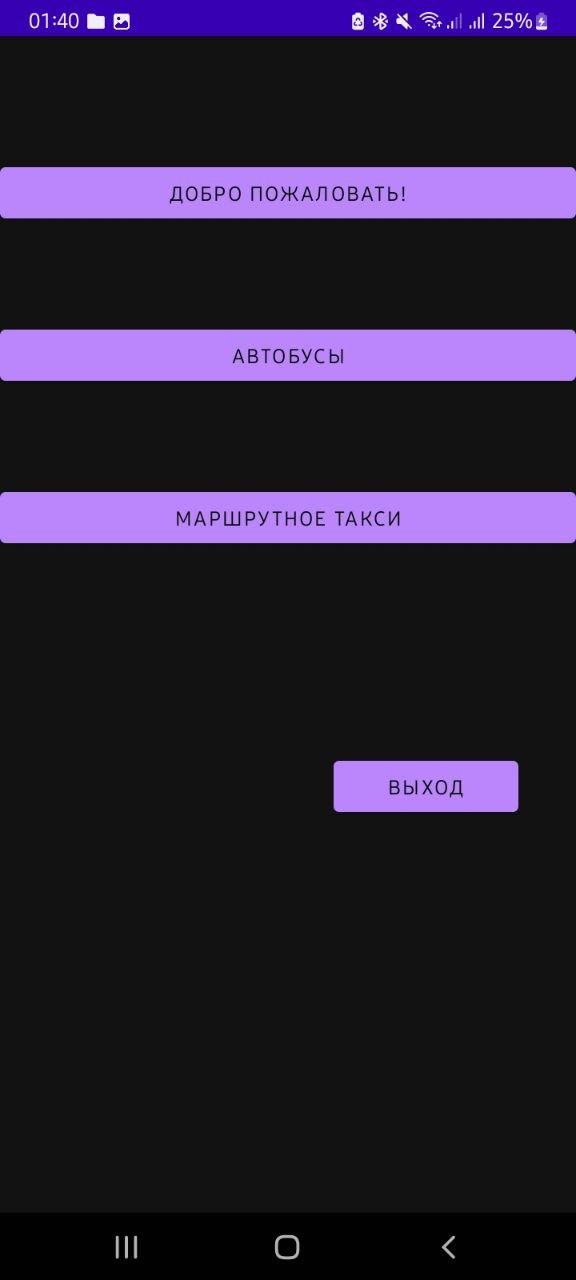 01:40 25%
ДОБРО ПОЖАЛОВАТЬ!
АВТОБУСЫ
МАРШРУТНОЕ ТАКСИ
ВЫХОД